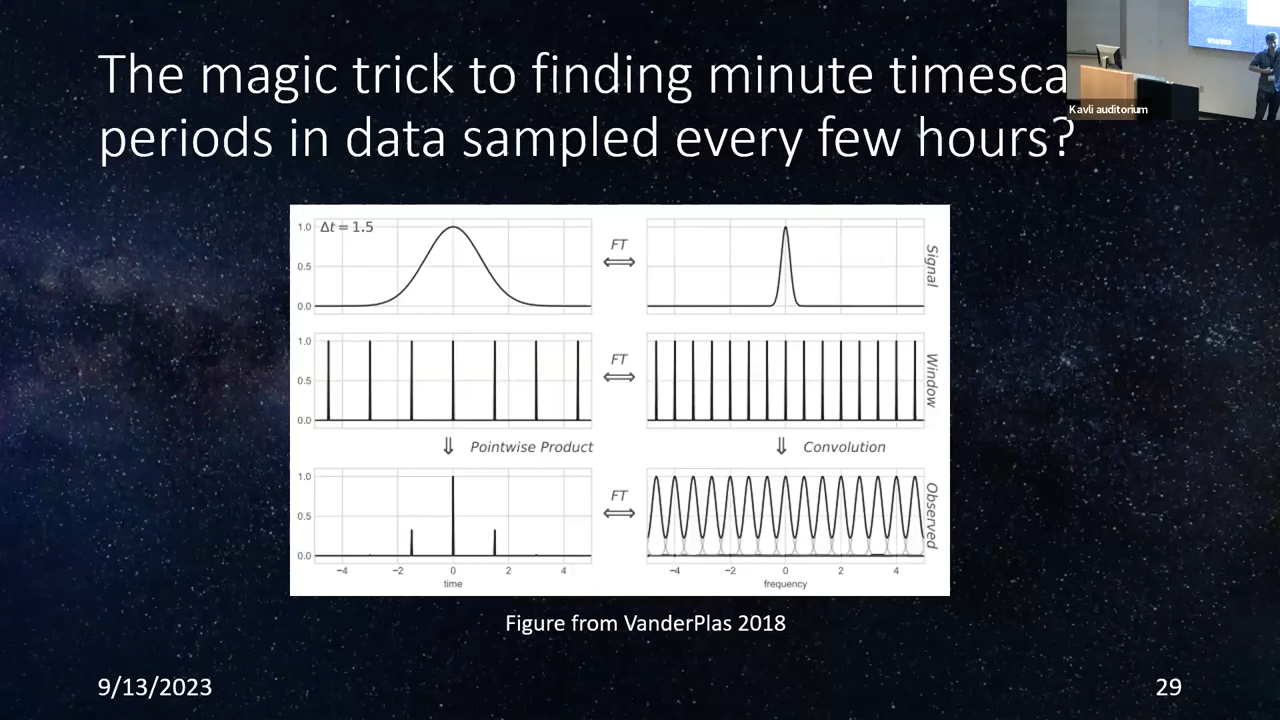 The magic trick to finding minute timesca
periods in data sampled every few hours?
9/13/2023
Kavli auditorium
Δt = 1.5
1.0
0.5
0.0
FT
⇔
Signal
1.0
0.5
0.0
FT
⇔
Window
⇓ Pointwise Product
⇓ Convolution
1.0
0.5
0.0
FT
⇔
Observed
−4 −2 0 2 4
time
−4 −2 0 2 4
frequency
Figure from VanderPlas 2018
9/13/2023
29